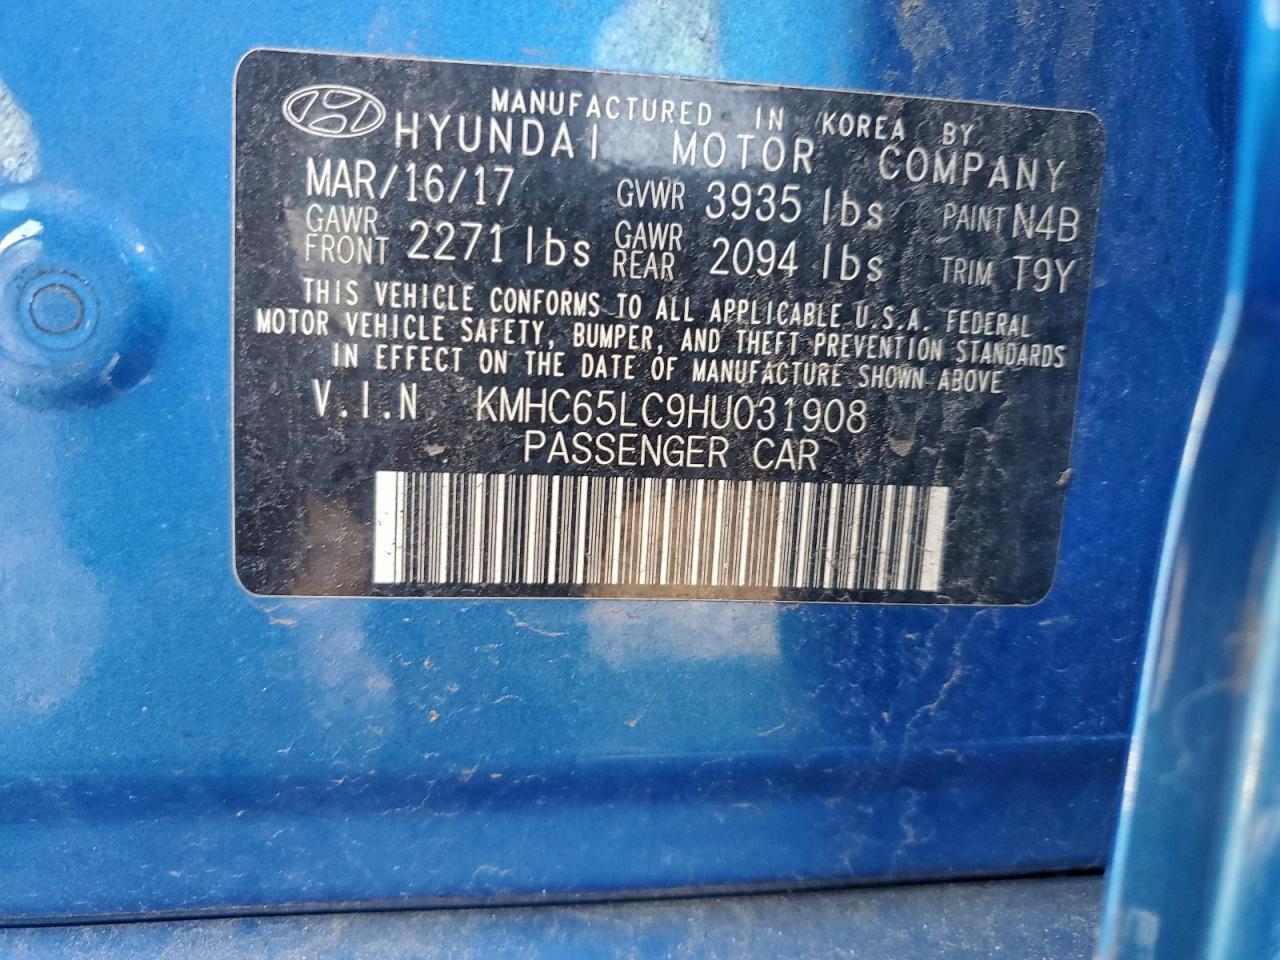 MANUFACTURED IN KOREA BY
HYUNDAI MOTOR COMPANY
MAR/16/17 GVWR 3935 lbs PAINT N4B
GAWR FRONT 2271 lbs GAWR REAR 2094 lbs TRIM T9Y
THIS VEHICLE CONFORMS TO ALL APPLICABLE U.S.A. FEDERAL
MOTOR VEHICLE SAFETY, BUMPER, AND THEFT PREVENTION STANDARDS
IN EFFECT ON THE DATE OF MANUFACTURE SHOWN ABOVE
V.I.N KMHC65LC9HU031908
PASSENGER CAR